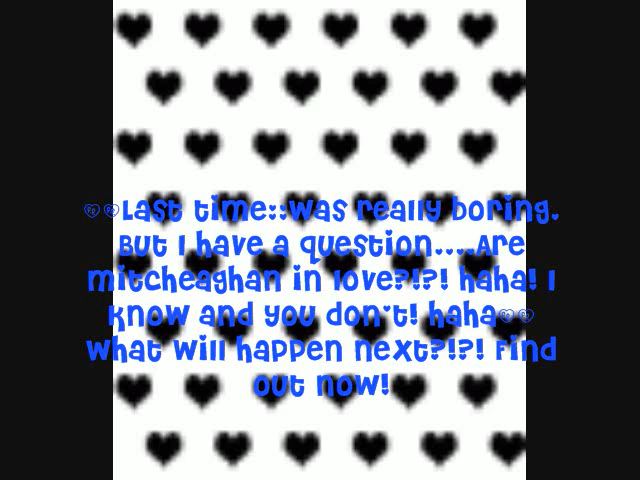 Last time::was really boring.
But I have a question....Are
mitcheaghan in love?!?! haha! I
know and you don't! haha
What will happen next?!?! Find
out now!